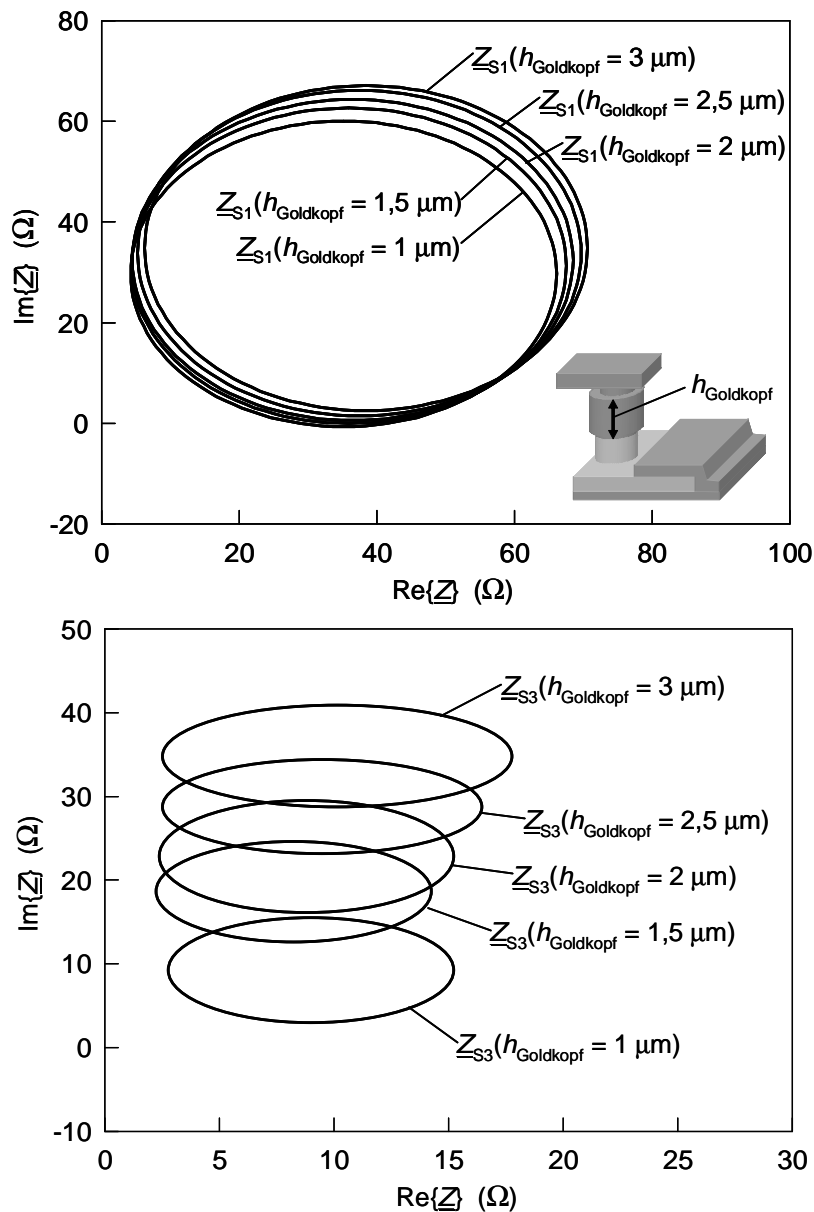 80
60
40
20
0
-20
0
20
40
60
80
100
Im{Z} (Ω)
Re{Z} (Ω)
Z_S1(h_Goldkopf = 3 µm)
Z_S1(h_Goldkopf = 2,5 µm)
Z_S1(h_Goldkopf = 2 µm)
Z_S1(h_Goldkopf = 1,5 µm)
Z_S1(h_Goldkopf = 1 µm)
h_Goldkopf
50
40
30
20
10
0
-10
0
5
10
15
20
25
30
Im{Z} (Ω)
Re{Z} (Ω)
Z_S3(h_Goldkopf = 3 µm)
Z_S3(h_Goldkopf = 2,5 µm)
Z_S3(h_Goldkopf = 2 µm)
Z_S3(h_Goldkopf = 1,5 µm)
Z_S3(h_Goldkopf = 1 µm)